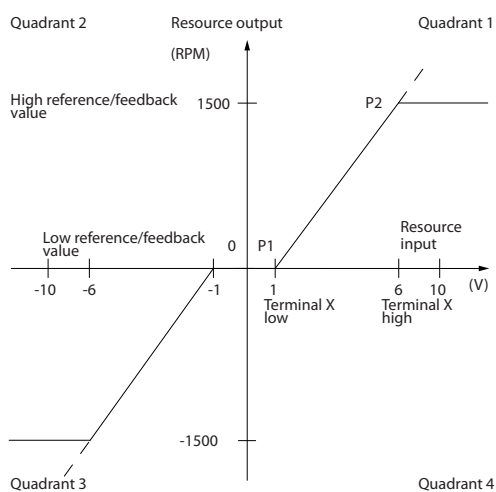 Quadrant 2
Resource output
Quadrant 1
(RPM)
High reference/feedback
value
1500
P2
Low reference/feedback
value
0
P1
Resource
input
-10
-6
-1
1
6
10
(V)
Terminal X
low
Terminal X
high
-1500
Quadrant 3
Quadrant 4